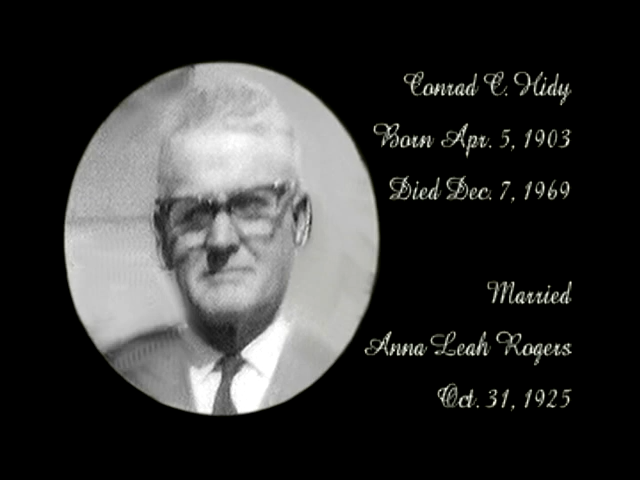 Conrad C. Hidy
Born Apr. 5, 1903
Died Dec. 7, 1969
Married
Anna Leah Rogers
Oct. 31, 1925